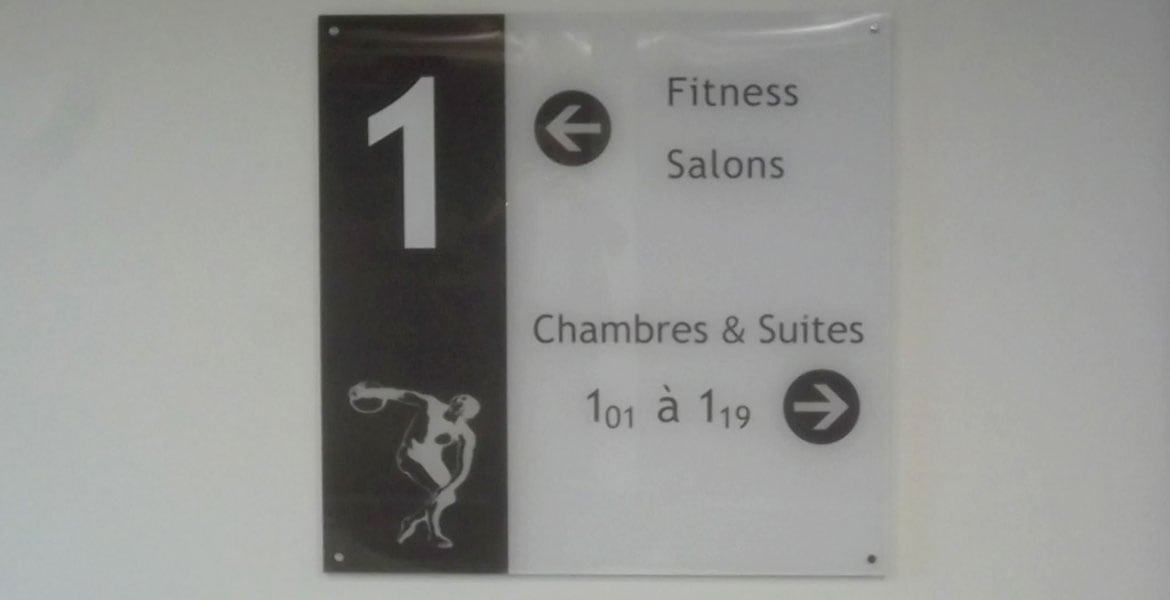 1
Fitness
Salons
Chambres & Suites
101 à 119